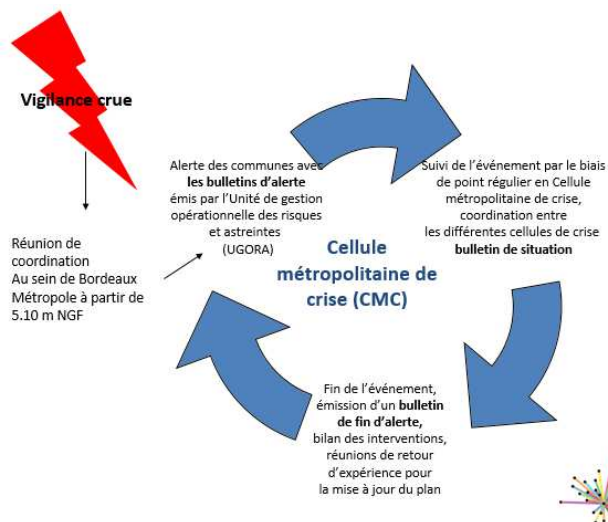 Vigilance crue
Réunion de
coordination
Au sein de Bordeaux
Métropole à partir de
5.10 m NGF
Alerte des communes avec
les bulletins d'alerte
émis par l'Unité de gestion
opérationnelle des risques
et astreintes
(UGORA)
Suivi de l'événement par le biais
de point régulier en Cellule
métropolitaine de crise,
coordination entre
les différentes cellules de crise
bulletin de situation
Cellule
métropolitaine de
crise (CMC)
Fin de l'événement,
émission d'un bulletin
de fin d'alerte,
bilan des interventions,
réunions de retour
d'expérience pour
la mise à jour du plan